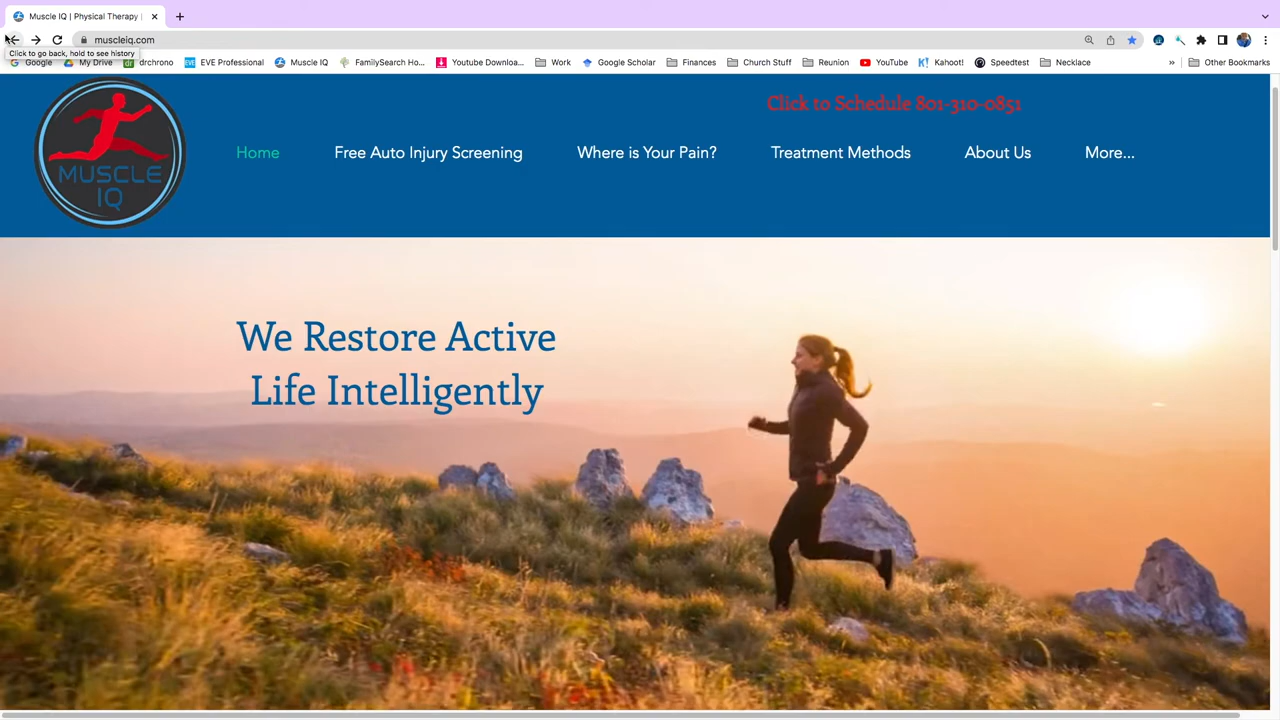 Muscle IQ | Physical Therapy |
muscleiq.com
Click to go back, hold to see history
Google My Drive drchrono EVE Professional Muscle IQ FamilySearch Ho... Youtube Downloa... Work Google Scholar Finances Church Stuff Reunion YouTube Kahoot! Speedtest Necklace » Other Bookmarks
Click to Schedule 801-310-0851
MUSCLE
IQ
Home Free Auto Injury Screening Where is Your Pain? Treatment Methods About Us More...
We Restore Active
Life Intelligently